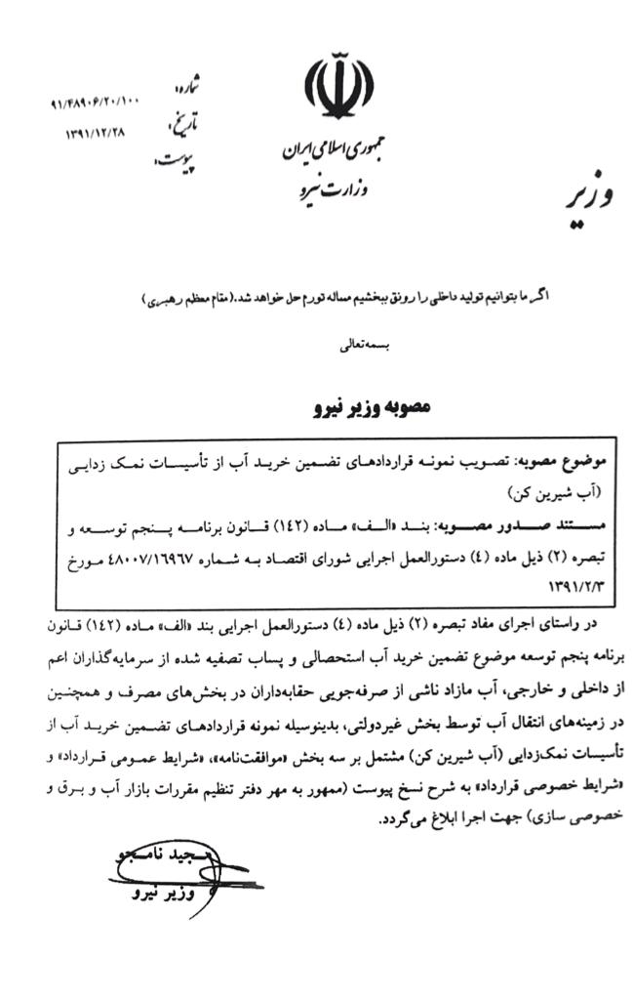 شماره:
۹۱/۴۸۹۰۶/۲۰/۱۰۰
تاریخ:
۱۳۹۱/۱۲/۲۸
پیوست:
جمهوری اسلامی ایران
وزارت نیرو
وزیر
اگر ما بتوانیم تولید داخلی را رونق ببخشیم مساله تورم حل خواهد شد.(مقام معظم رهبری)
بسمه‌تعالی
مصوبه وزیر نیرو
موضوع مصوبه: تصویب نمونه قراردادهای تضمین خرید آب از تأسیسات نمک زدایی
(آب شیرین کن)
مستند صدور مصوبه: بند «الف» ماده (۱۴۲) قانون برنامه پنجم توسعه و
تبصره (۲) ذیل ماده (۴) دستورالعمل اجرایی شورای اقتصاد به شماره ۴۸۰۰۷/۱۶۹۶۷ مورخ
۱۳۹۱/۲/۳
در راستای اجرای مفاد تبصره (۲) ذیل ماده (۴) دستورالعمل اجرایی بند «الف» ماده (۱۴۲) قانون
برنامه پنجم توسعه موضوع تضمین خرید آب استحصالی و پساب تصفیه شده از سرمایه‌گذاران اعم
از داخلی و خارجی، آب مازاد ناشی از صرفه‌جویی حقابه‌داران در بخش‌های مصرف و همچنین
در زمینه‌های انتقال آب توسط بخش غیردولتی، بدینوسیله نمونه قراردادهای تضمین خرید آب از
تأسیسات نمک‌زدایی (آب شیرین کن) مشتمل بر سه بخش «موافقت‌نامه»، «شرایط عمومی قرارداد» و
«شرایط خصوصی قرارداد» به شرح نسخ پیوست (ممهور به مهر دفتر تنظیم مقررات بازار آب و برق و
خصوصی سازی) جهت اجرا ابلاغ می‌گردد.
مجید نامجو
وزیر نیرو